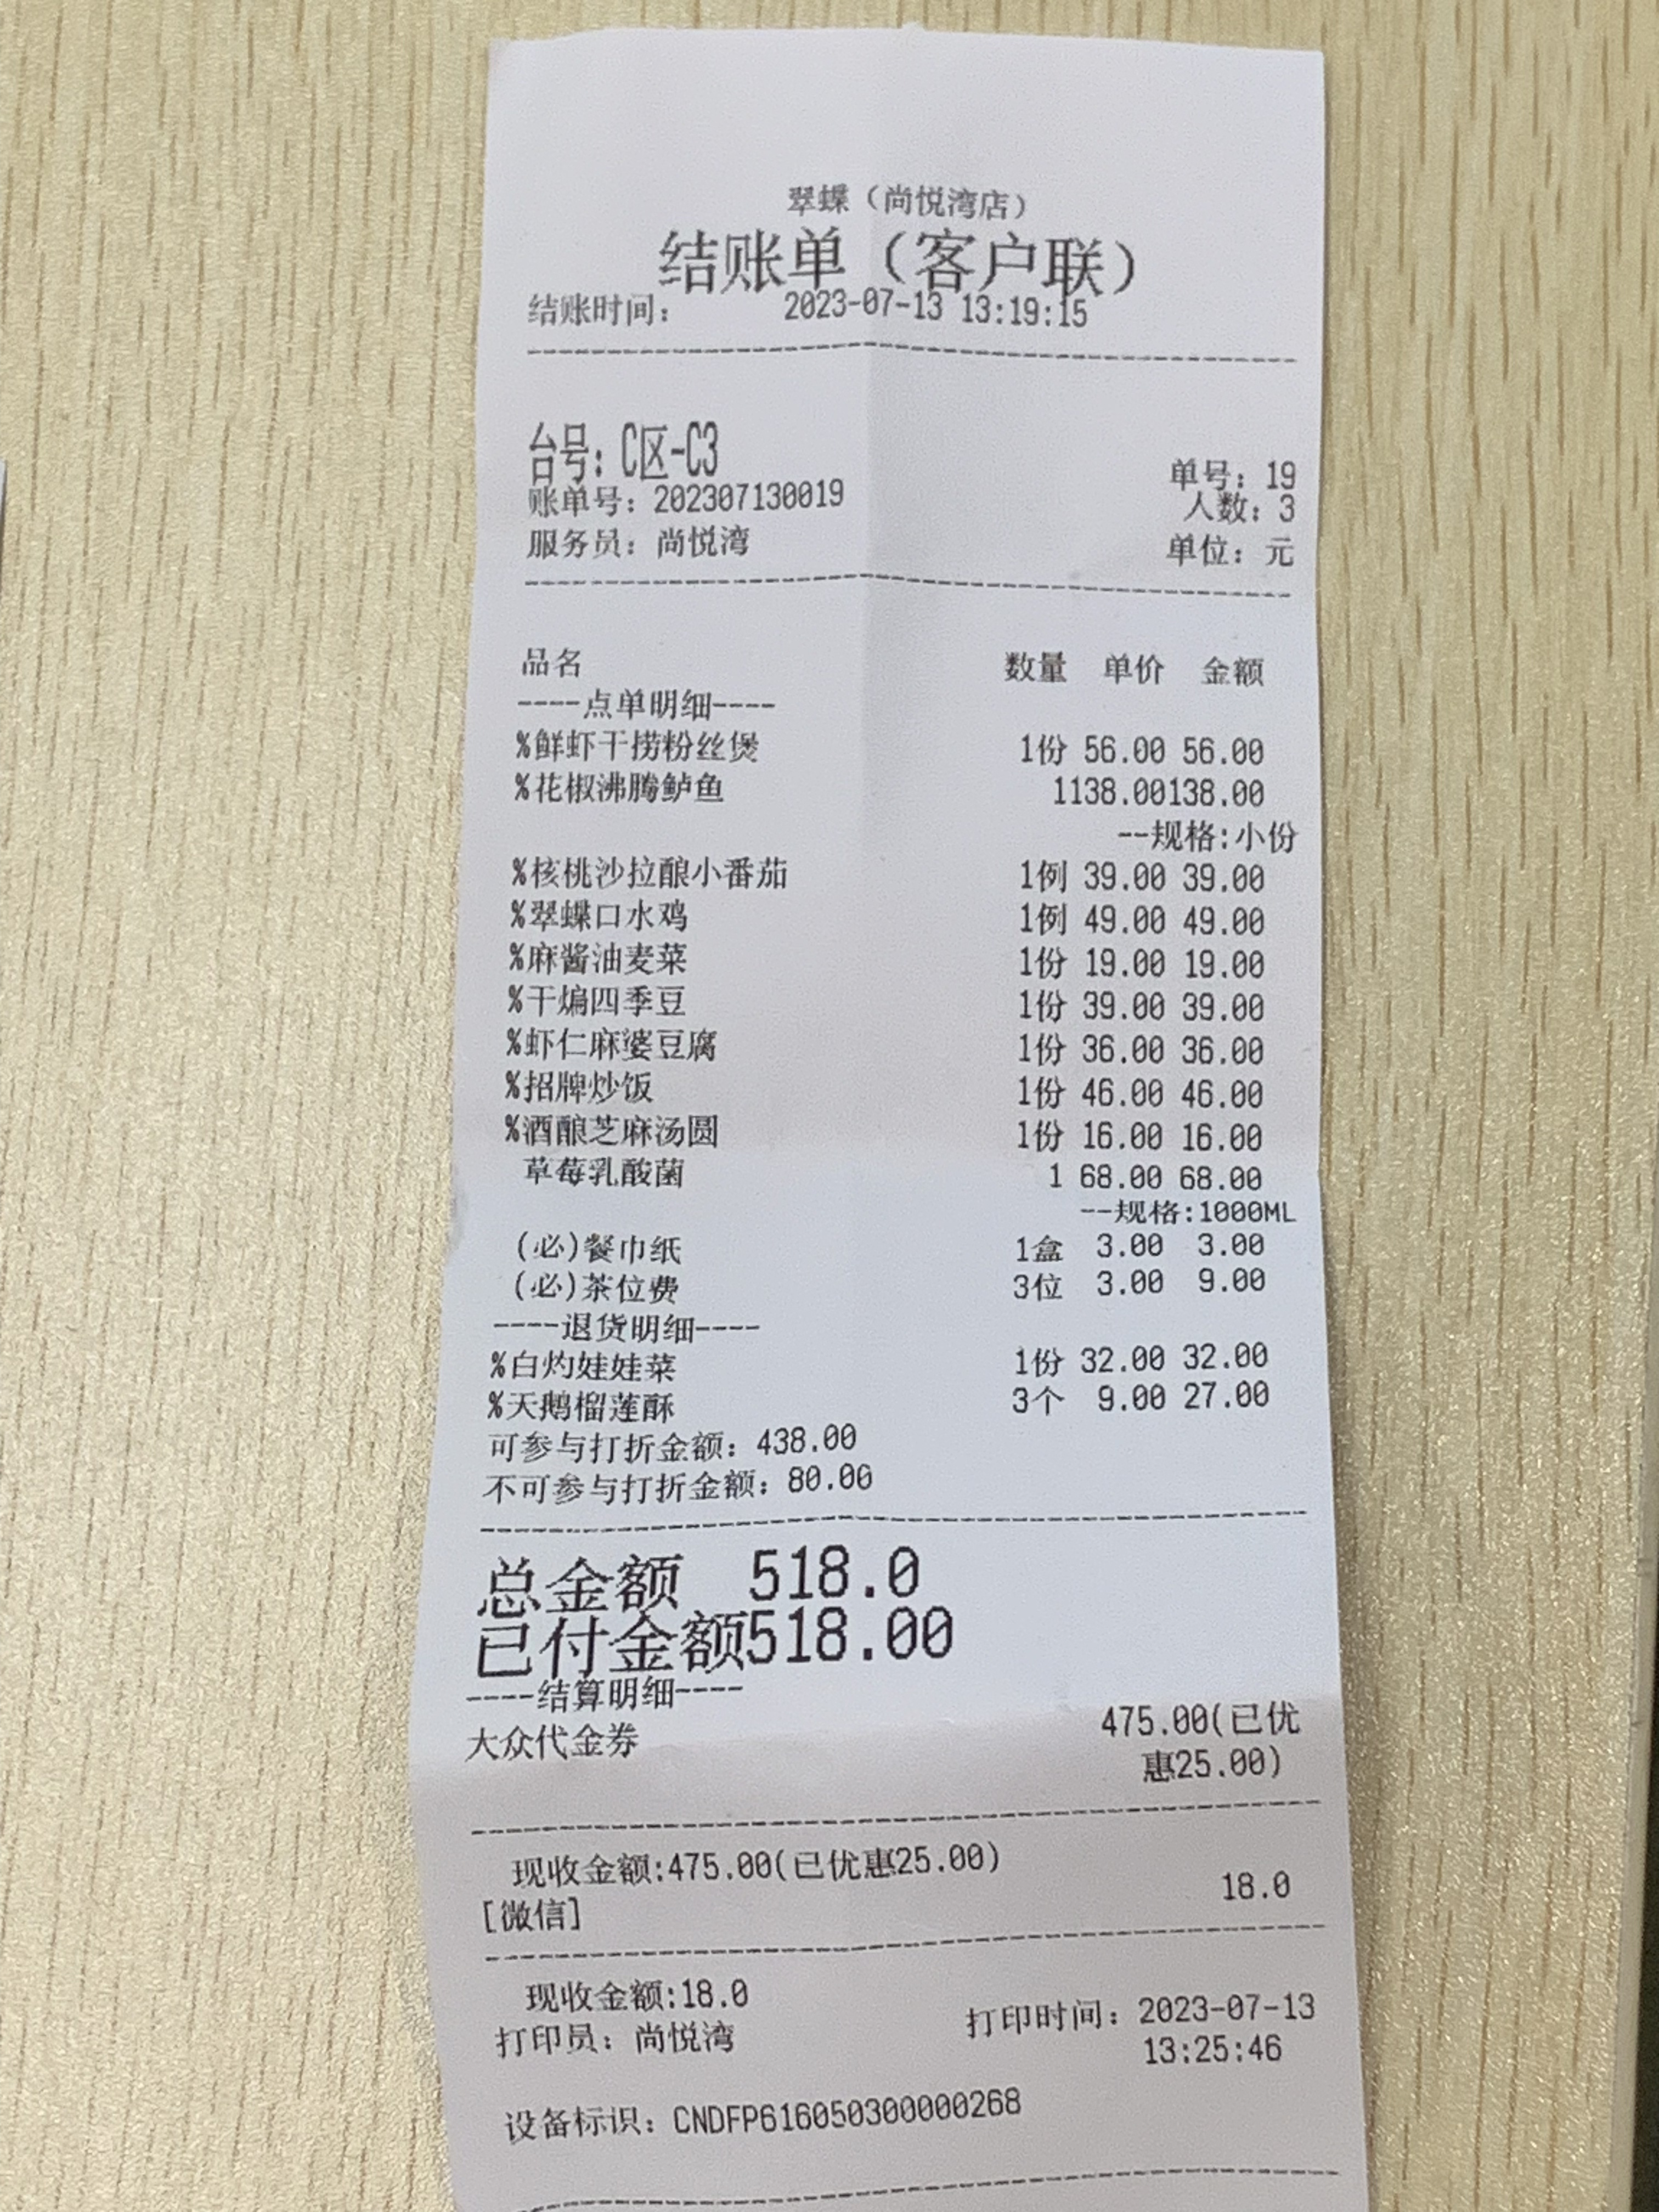 翠蝶（尚悦湾店）
结账单（客户联）
结账时间： 2023-07-13 13:19:15
台号：C区-C3
单号：19
账单号：202307130019
人数：3
服务员：尚悦湾
单位：元
品名 数量 单价 金额
----点单明细----
%鲜虾干捞粉丝煲 1份 56.00 56.00
%花椒沸腾鲈鱼 1138.00138.00
--规格:小份
%核桃沙拉酿小番茄 1例 39.00 39.00
%翠蝶口水鸡 1例 49.00 49.00
%麻酱油麦菜 1份 19.00 19.00
%干煸四季豆 1份 39.00 39.00
%虾仁麻婆豆腐 1份 36.00 36.00
%招牌炒饭 1份 46.00 46.00
%酒酿芝麻汤圆 1份 16.00 16.00
草莓乳酸菌 1 68.00 68.00
--规格:1000ML
(必)餐巾纸 1盒 3.00 3.00
(必)茶位费 3位 3.00 9.00
----退货明细----
%白灼娃娃菜 1份 32.00 32.00
%天鹅榴莲酥 3个 9.00 27.00
可参与打折金额：438.00
不可参与打折金额：80.00
总金额 518.0
已付金额518.00
----结算明细----
大众代金券 475.00(已优
惠25.00)
现收金额:475.00(已优惠25.00)
[微信] 18.0
现收金额:18.0
打印员：尚悦湾 打印时间：2023-07-13
13:25:46
设备标识：CNDFP616050300000268